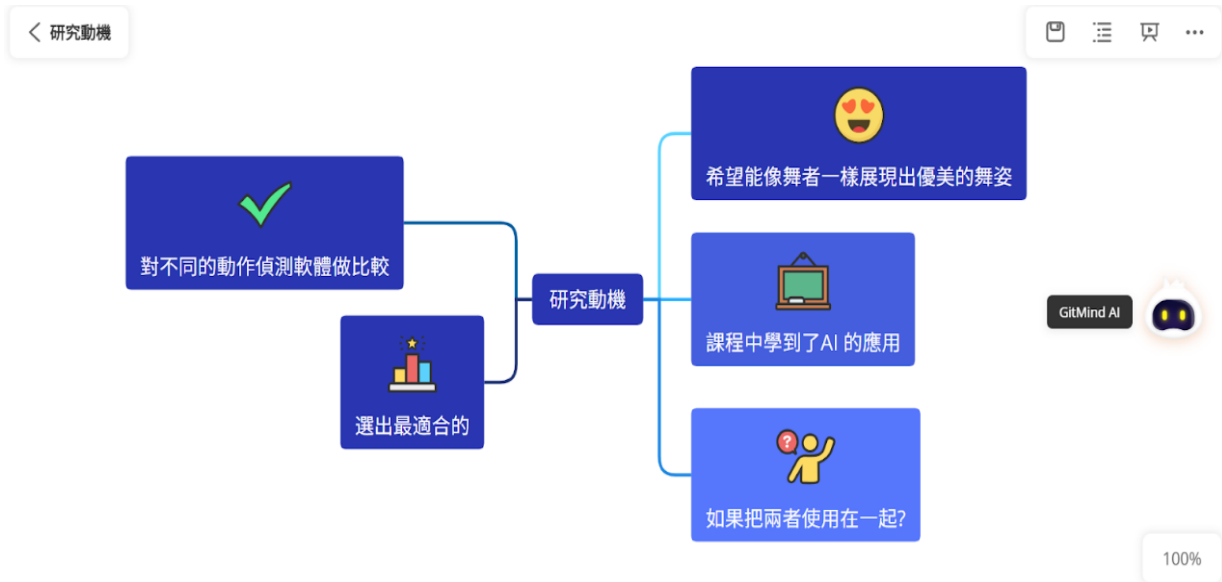 研究動機
希望能像舞者一樣展現出優美的舞姿
對不同的動作偵測軟體做比較
研究動機
課程中學到了AI 的應用
GitMind AI
選出最適合的
如果把兩者使用在一起?
100%